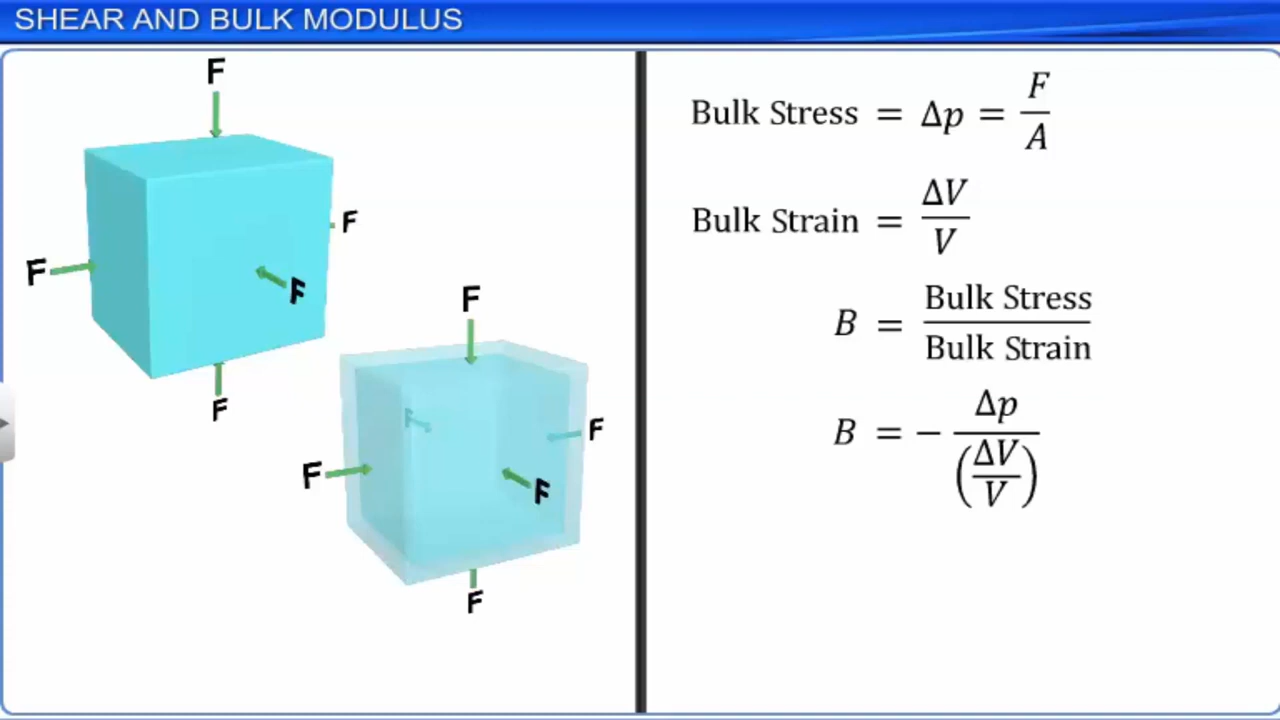 SHEAR AND BULK MODULUS
F
F
F
F
F
F
F
F
F
F
F
Bulk Stress = Δp = F/A
Bulk Strain = ΔV/V
B = Bulk Stress/Bulk Strain
B = − Δp/(ΔV/V)